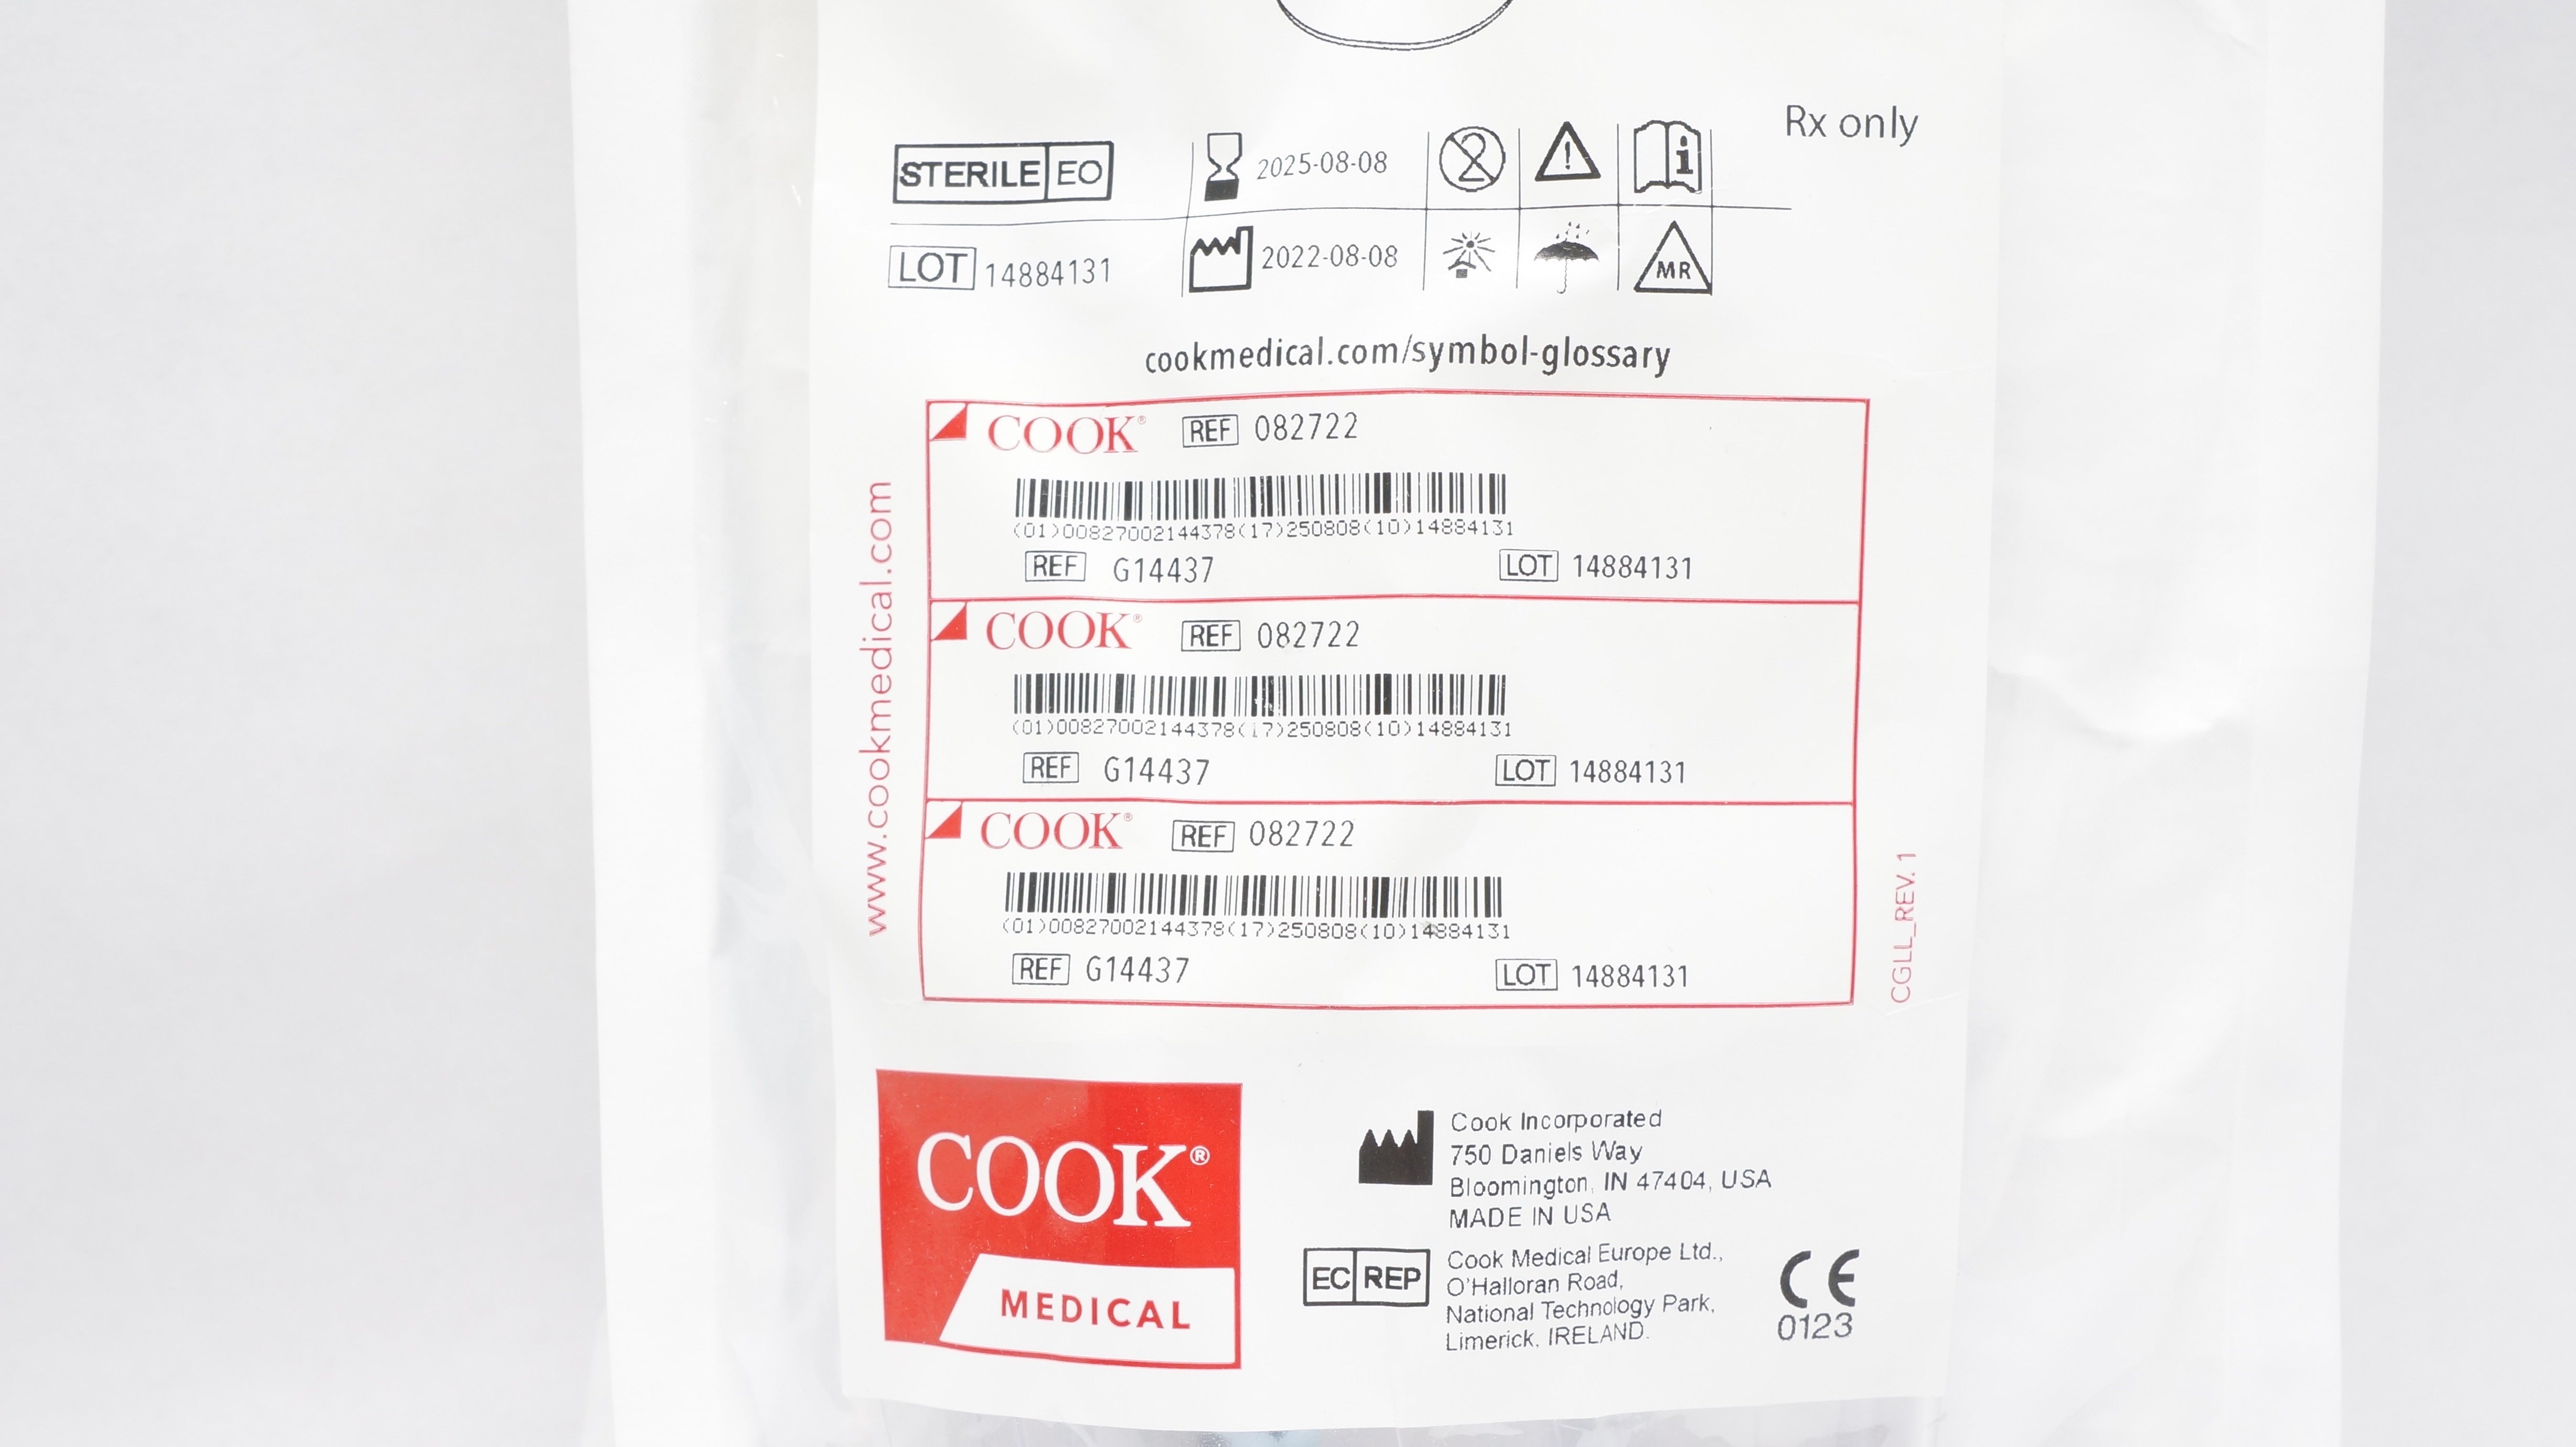 Rx only
STERILE EO
2025-08-08
LOT 14884131
2022-08-08
MR
cookmedical.com/symbol-glossary
www.cookmedical.com
COOK® REF 082722
(01)00827002144378(17)250808(10)14884131
REF G14437 LOT 14884131
COOK® REF 082722
(01)00827002144378(17)250808(10)14884131
REF G14437 LOT 14884131
COOK® REF 082722
(01)00827002144378(17)250808(10)14884131
REF G14437 LOT 14884131
CGLL_REV. 1
COOK®
MEDICAL
Cook Incorporated
750 Daniels Way
Bloomington, IN 47404, USA
MADE IN USA
EC REP
Cook Medical Europe Ltd.,
O'Halloran Road,
National Technology Park,
Limerick, IRELAND.
CE
0123